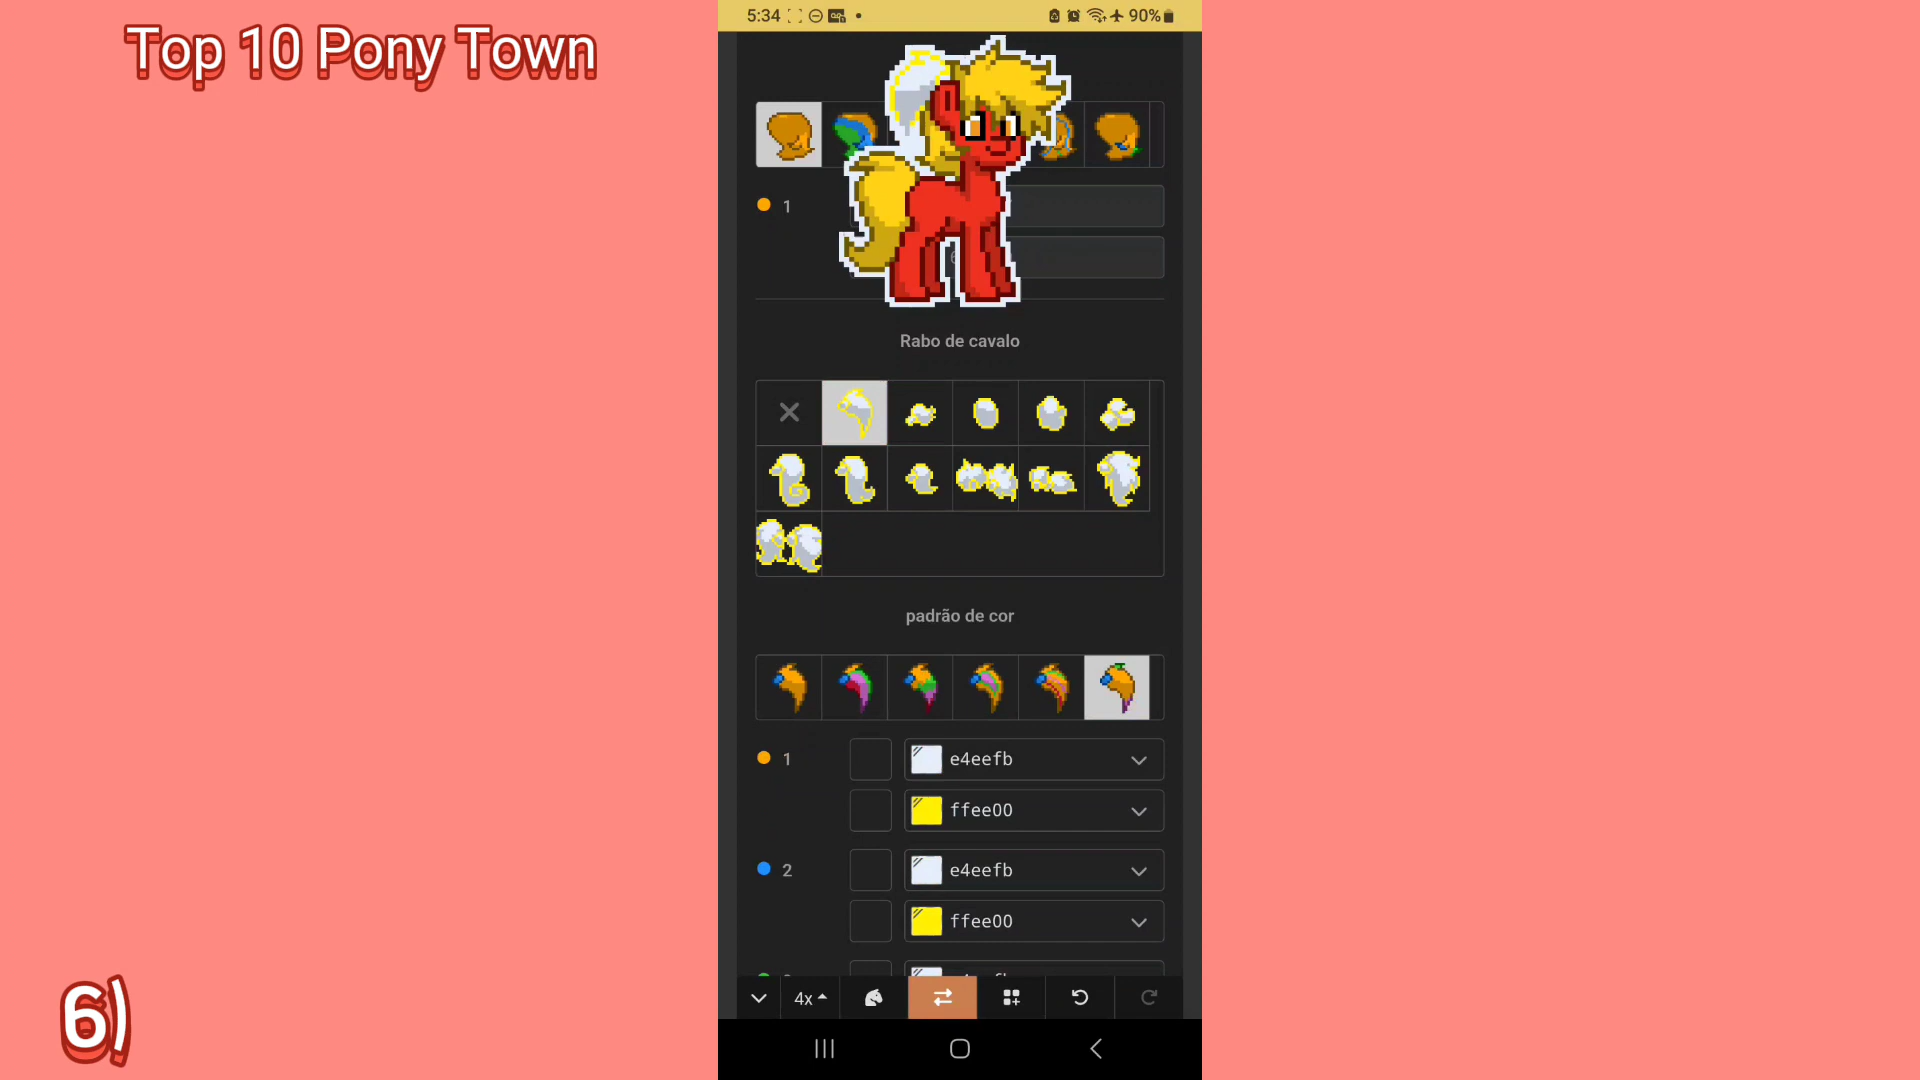 Top 10 Pony Town
5:34
90%
1
Rabo de cavalo
padrão de cor
1
e4eefb
ffee00
2
e4eefb
ffee00
4x
6)